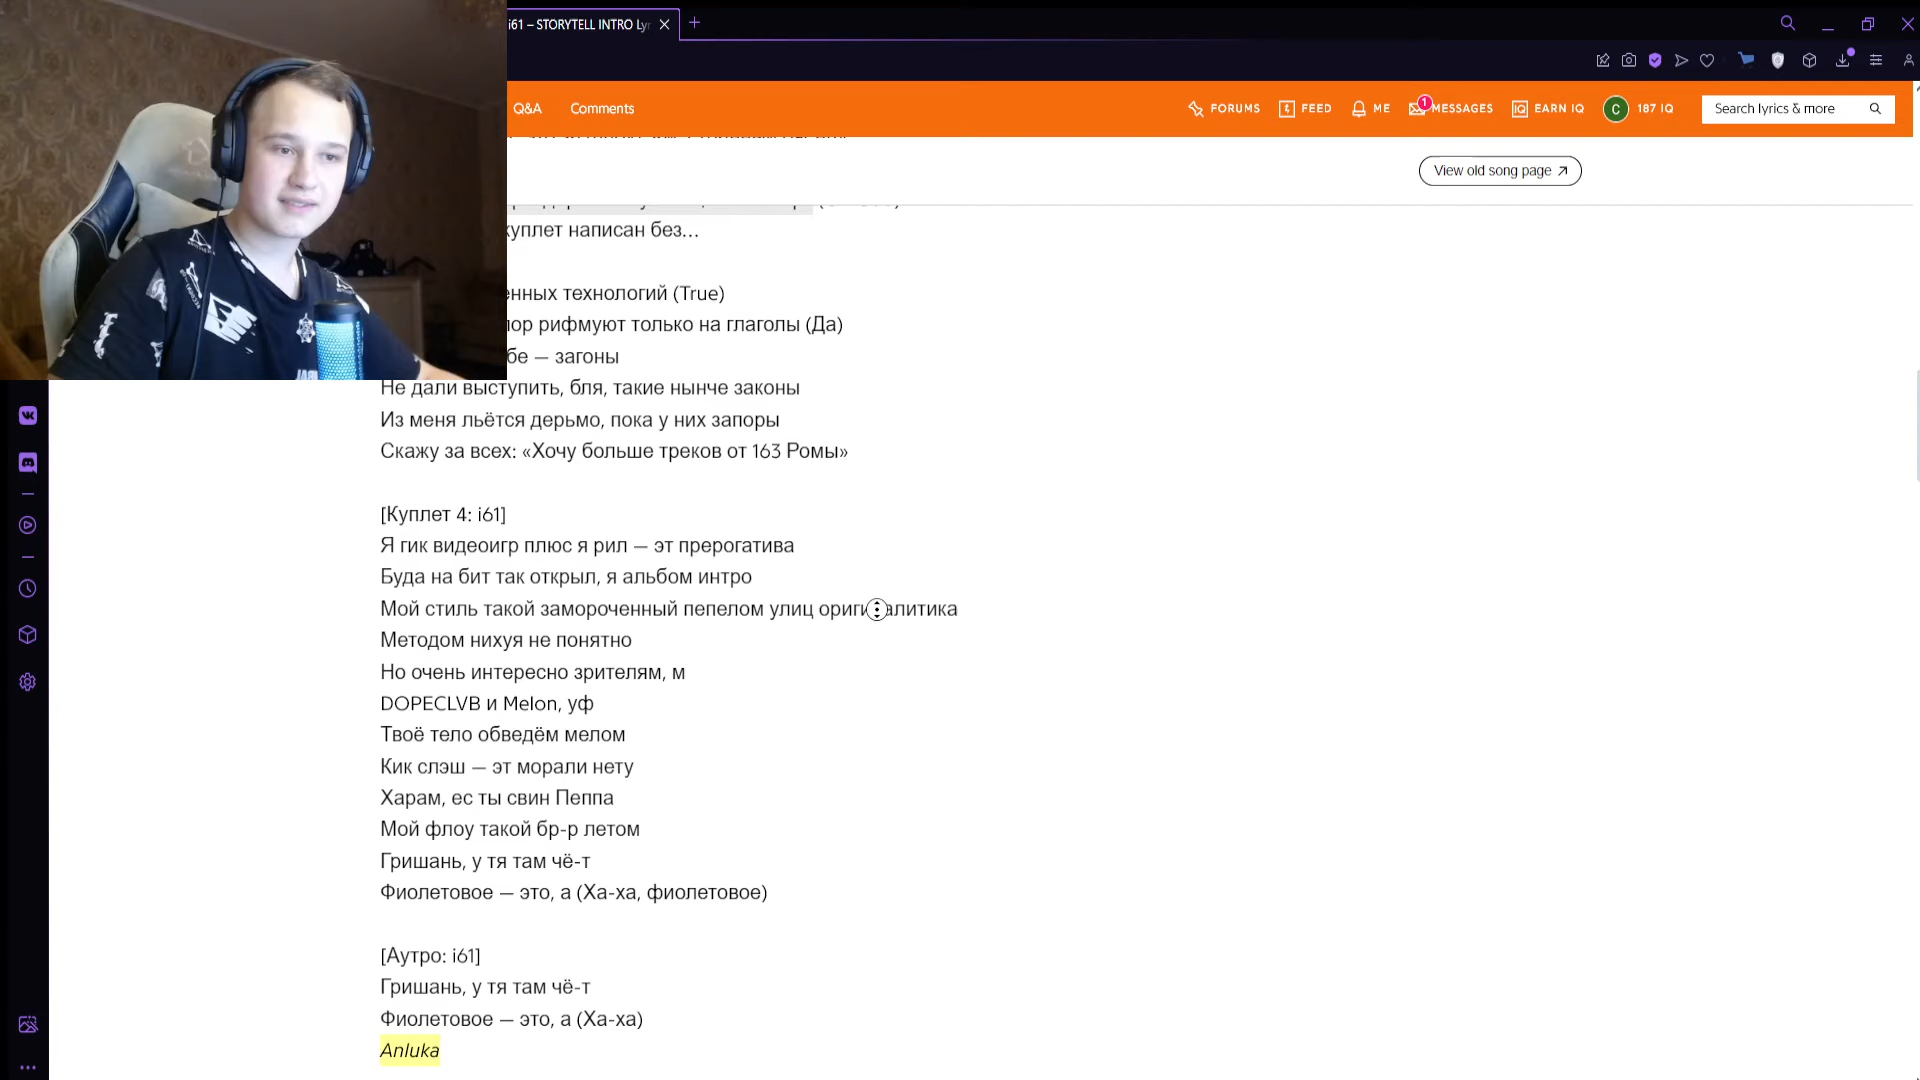 i61 – STORYTELL INTRO Ly
Q&A
Comments
FORUMS
FEED
ME
1
MESSAGES
EARN IQ
C
187 IQ
Search lyrics & more
View old song page
куплет написан без...
енных технологий (True)
пор рифмуют только на глаголы (Да)
бе — загоны
Не дали выступить, бля, такие нынче законы
Из меня льётся дерьмо, пока у них запоры
Скажу за всех: «Хочу больше треков от 163 Ромы»
[Куплет 4: i61]
Я гик видеоигр плюс я рил — эт прерогатива
Буда на бит так открыл, я альбом интро
Мой стиль такой замороченный пепелом улиц
Методом нихуя не понятно
Но очень интересно зрителям, м
DOPECLVB и Melon, уф
Твоё тело обведём мелом
Кик слэш — эт морали нету
Харам, ес ты свин Пеппа
Мой флоу такой бр-р летом
Гришань, у тя там чё-т
Фиолетовое — это, а (Ха-ха, фиолетовое)
[Аутро: i61]
Гришань, у тя там чё-т
Фиолетовое — это, а (Ха-ха)
Anluka